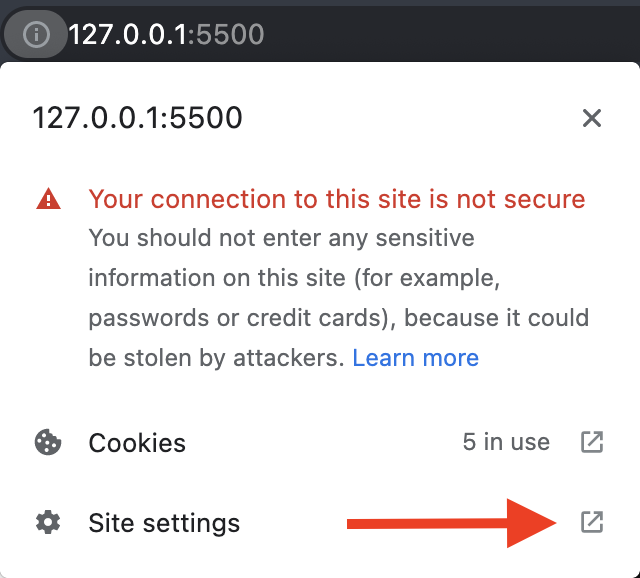 127.0.0.1:5500
127.0.0.1:5500
Your connection to this site is not secure
You should not enter any sensitive
information on this site (for example,
passwords or credit cards), because it could
be stolen by attackers. Learn more
Cookies 5 in use
Site settings